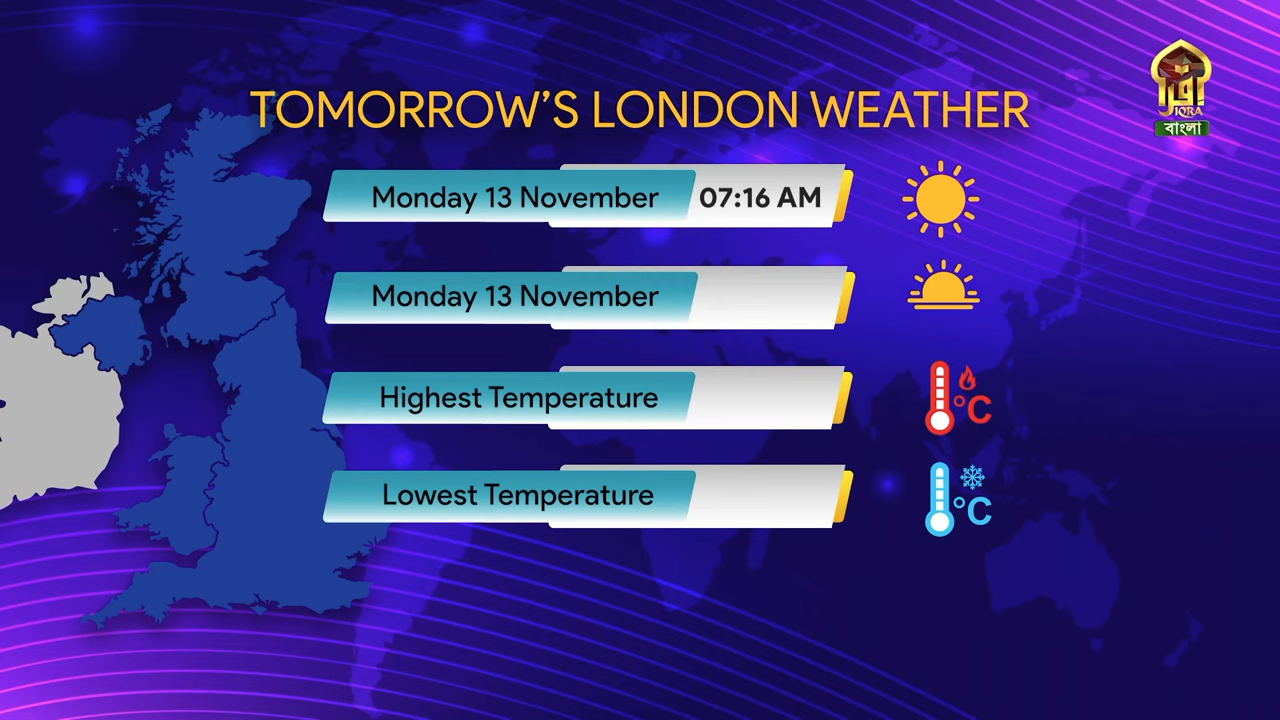 TOMORROW'S LONDON WEATHER
IQRA
বাংলা
Monday 13 November 07:16 AM
Monday 13 November
Highest Temperature
°C
Lowest Temperature
°C